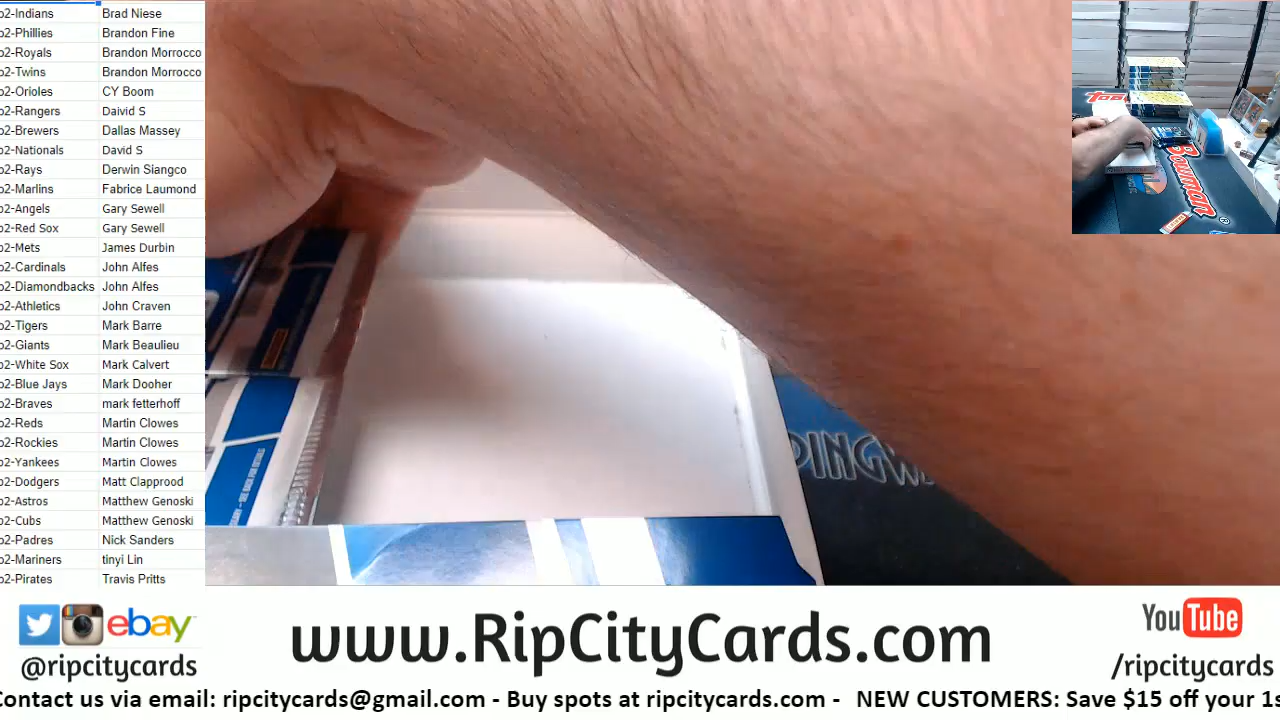 o2-Indians Brad Niese
o2-Phillies Brandon Fine
o2-Royals Brandon Morrocco
o2-Twins Brandon Morrocco
o2-Orioles CY Boom
o2-Rangers Daivid S
o2-Brewers Dallas Massey
o2-Nationals David S
o2-Rays Derwin Siangco
o2-Marlins Fabrice Laumond
o2-Angels Gary Sewell
o2-Red Sox Gary Sewell
o2-Mets James Durbin
o2-Cardinals John Alfes
o2-Diamondbacks John Alfes
o2-Athletics John Craven
o2-Tigers Mark Barre
o2-Giants Mark Beaulieu
o2-White Sox Mark Calvert
o2-Blue Jays Mark Dooher
o2-Braves mark fetterhoff
o2-Reds Martin Clowes
o2-Rockies Martin Clowes
o2-Yankees Martin Clowes
o2-Dodgers Matt Clapprood
o2-Astros Matthew Genoski
o2-Cubs Matthew Genoski
o2-Padres Nick Sanders
o2-Mariners tinyi Lin
o2-Pirates Travis Pritts
Bowman
DINGW
SEE BACK FOR DETAILS
ebay
@ripcitycards
www.RipCityCards.com
YouTube
/ripcitycards
Contact us via email: ripcitycards@gmail.com - Buy spots at ripcitycards.com - NEW CUSTOMERS: Save $15 off your 1s